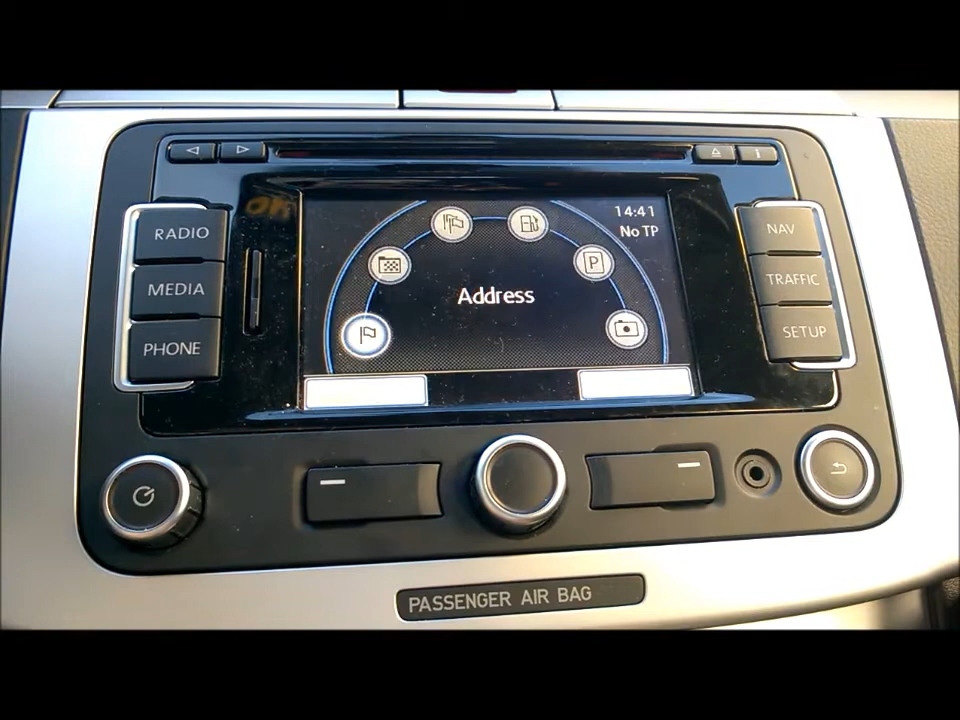 RADIO
MEDIA
PHONE
14:41
No TP
P
Address
i
NAV
TRAFFIC
SETUP
PASSENGER AIR BAG